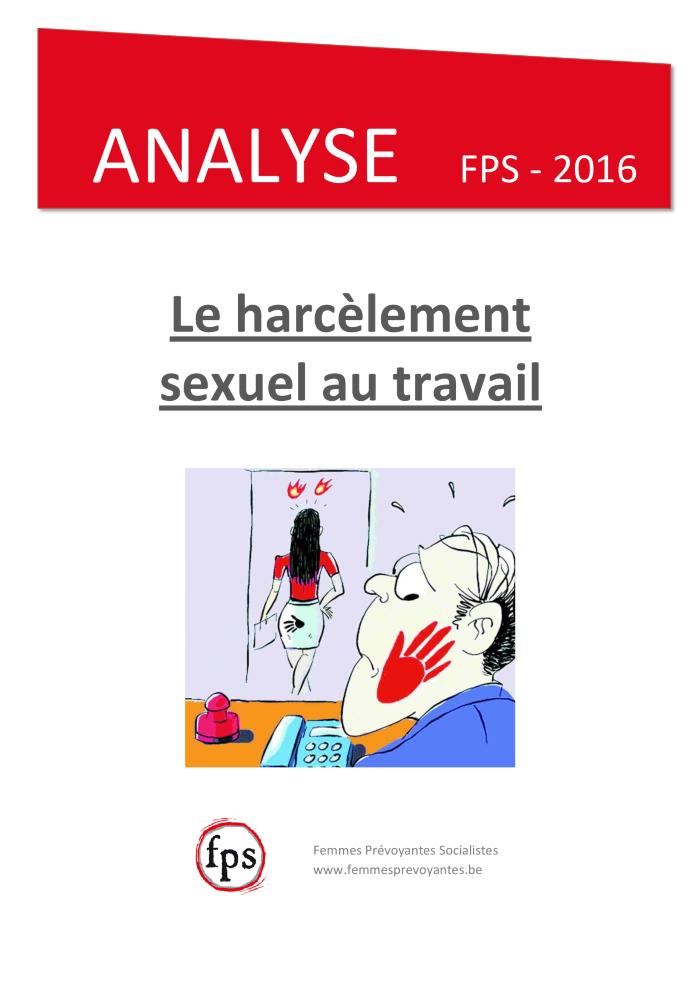 ANALYSE FPS - 2016
Le harcèlement
sexuel au travail
fps
Femmes Prévoyantes Socialistes
www.femmesprevoyantes.be